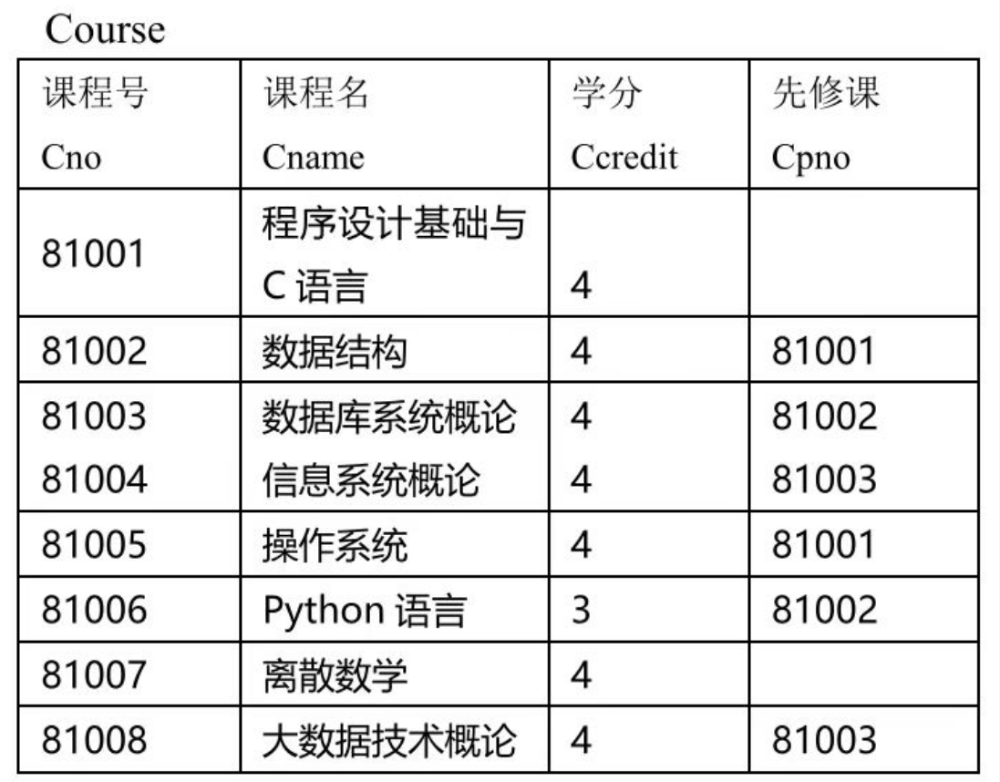 Course
课程号 课程名 学分 先修课
Cno Cname Ccredit Cpno
程序设计基础与
81001 C 语言 4
81002 数据结构 4 81001
81003 数据库系统概论 4 81002
81004 信息系统概论 4 81003
81005 操作系统 4 81001
81006 Python 语言 3 81002
81007 离散数学 4
81008 大数据技术概论 4 81003